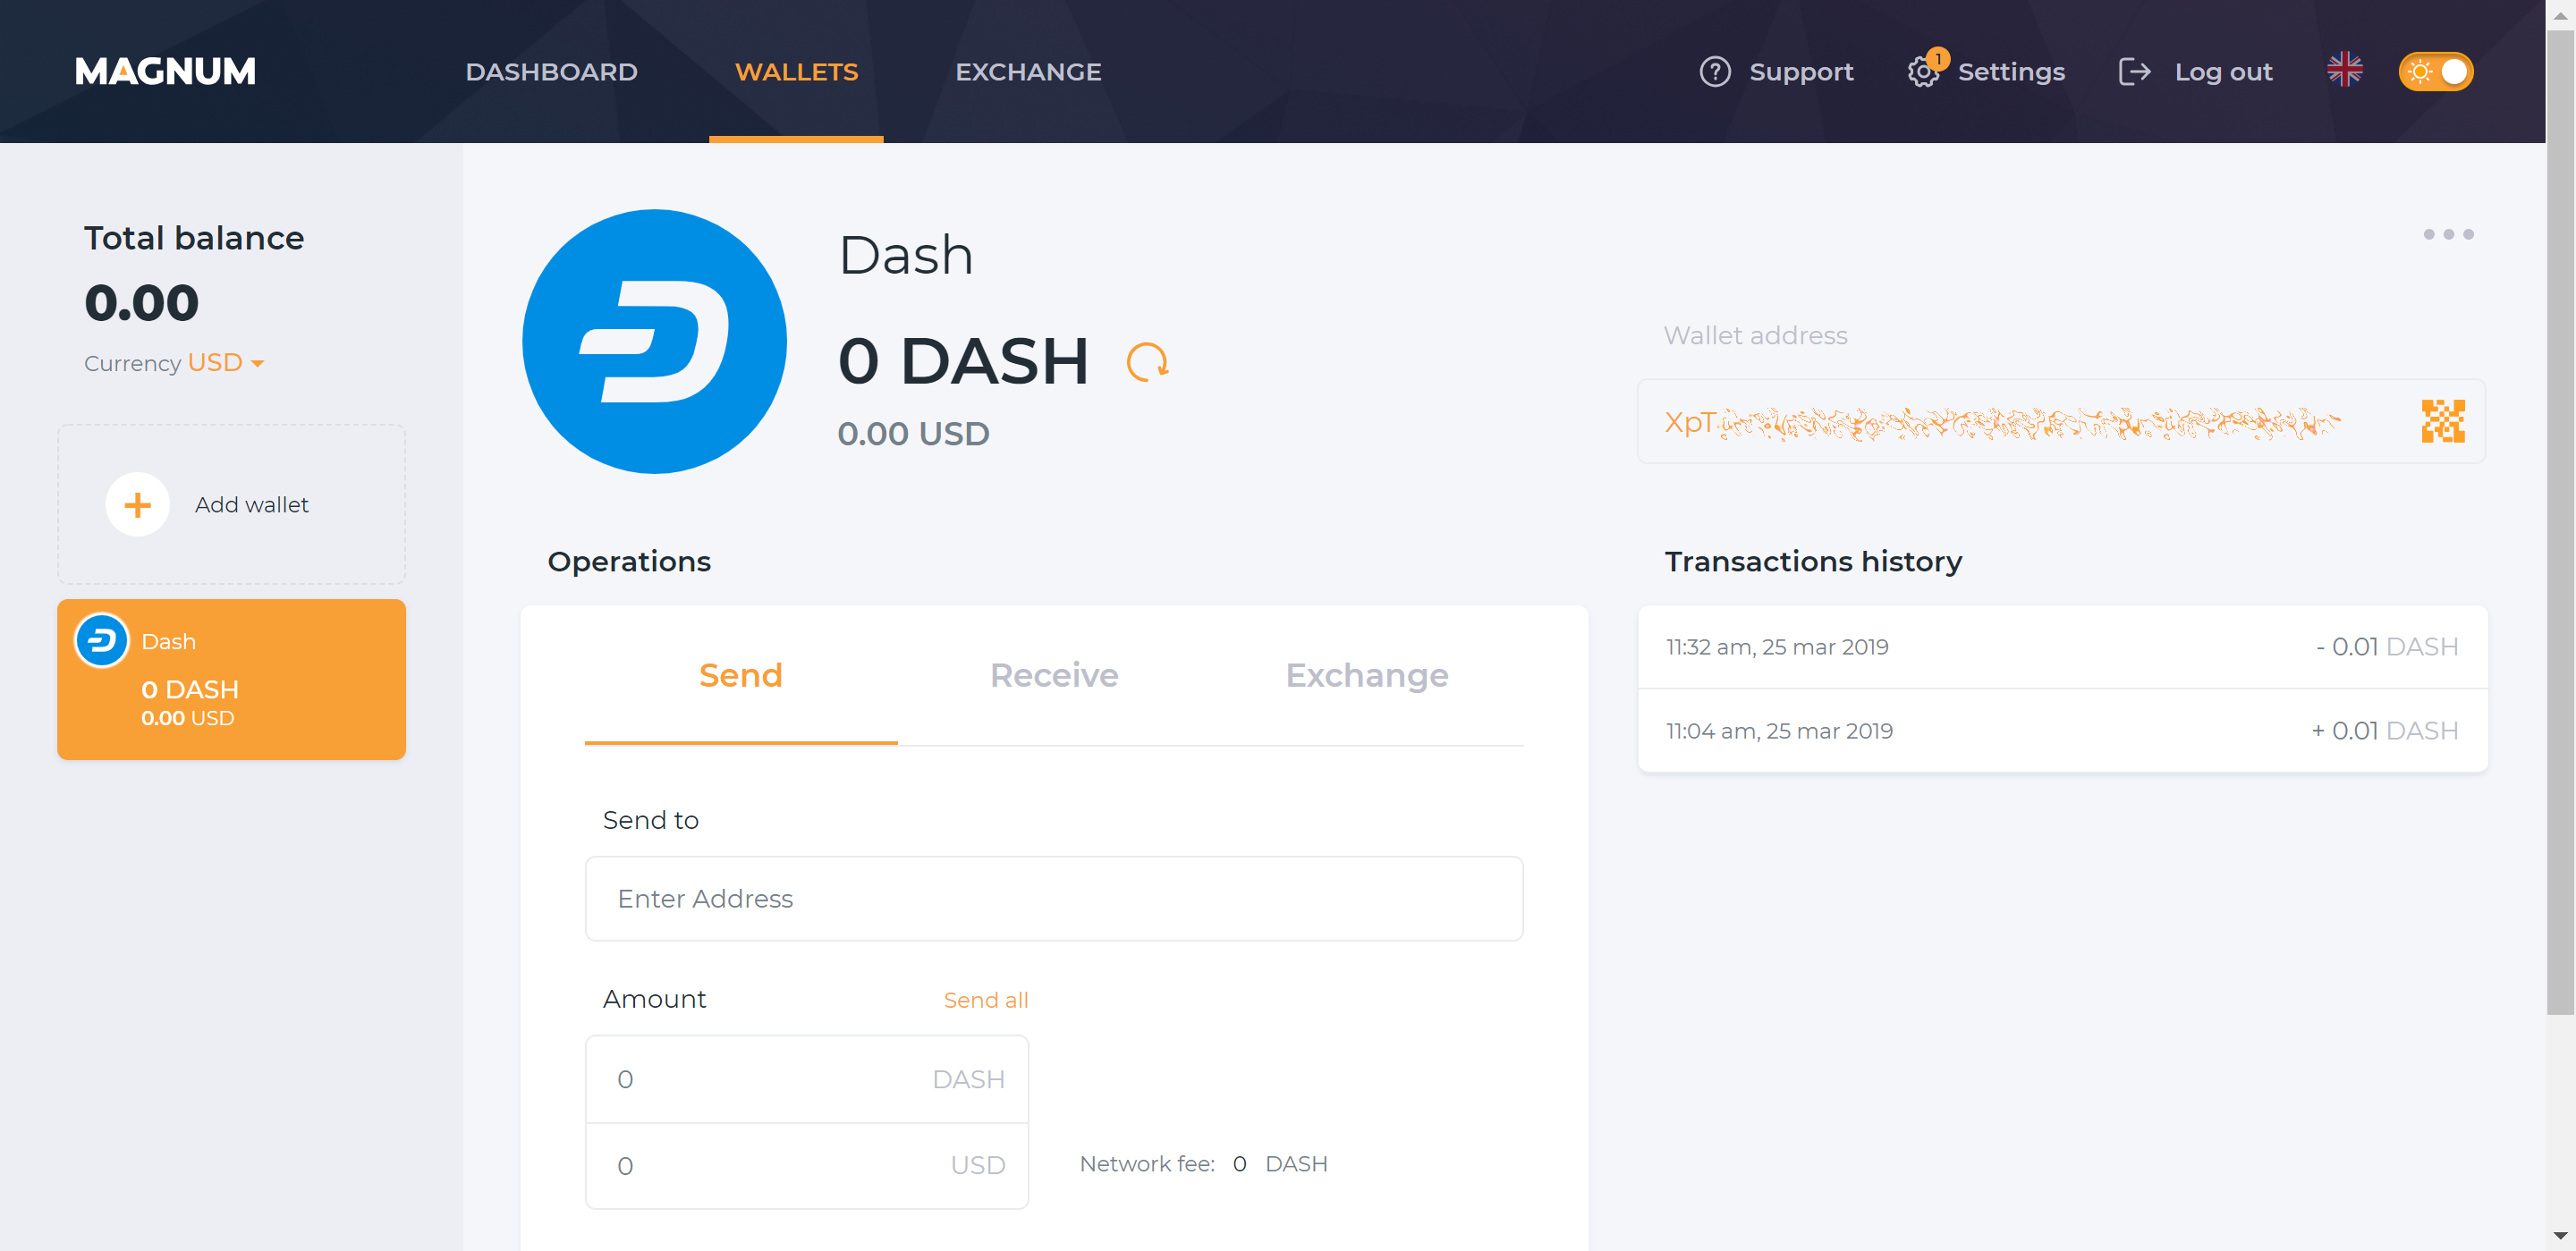 MAGNUM
DASHBOARD
WALLETS
EXCHANGE
Support
1
Settings
Log out
Total balance
0.00
Currency USD
Add wallet
Dash
0 DASH
0.00 USD
Dash
0 DASH
0.00 USD
Wallet address
XpT
Operations
Send
Receive
Exchange
Send to
Enter Address
Amount
Send all
0 DASH
0 USD
Network fee: 0 DASH
Transactions history
11:32 am, 25 mar 2019 - 0.01 DASH
11:04 am, 25 mar 2019 + 0.01 DASH